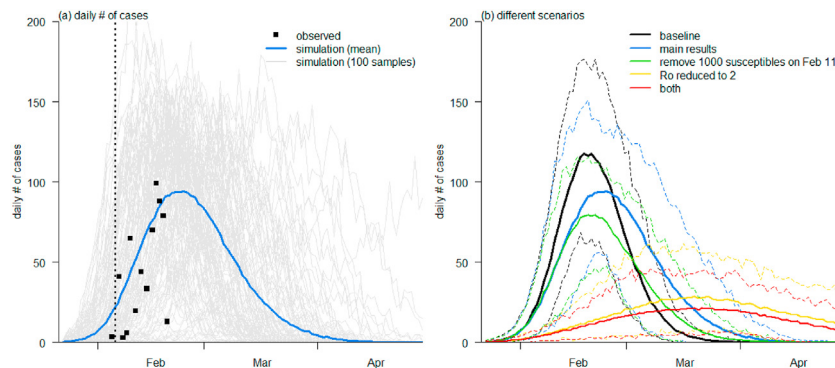 (a) daily # of cases
200
150
100
50
0
daily # of cases
Feb
Mar
Apr
observed
simulation (mean)
simulation (100 samples)
(b) different scenarios
200
150
100
50
0
daily # of cases
Feb
Mar
Apr
baseline
main results
remove 1000 susceptibles on Feb 11
Ro reduced to 2
both